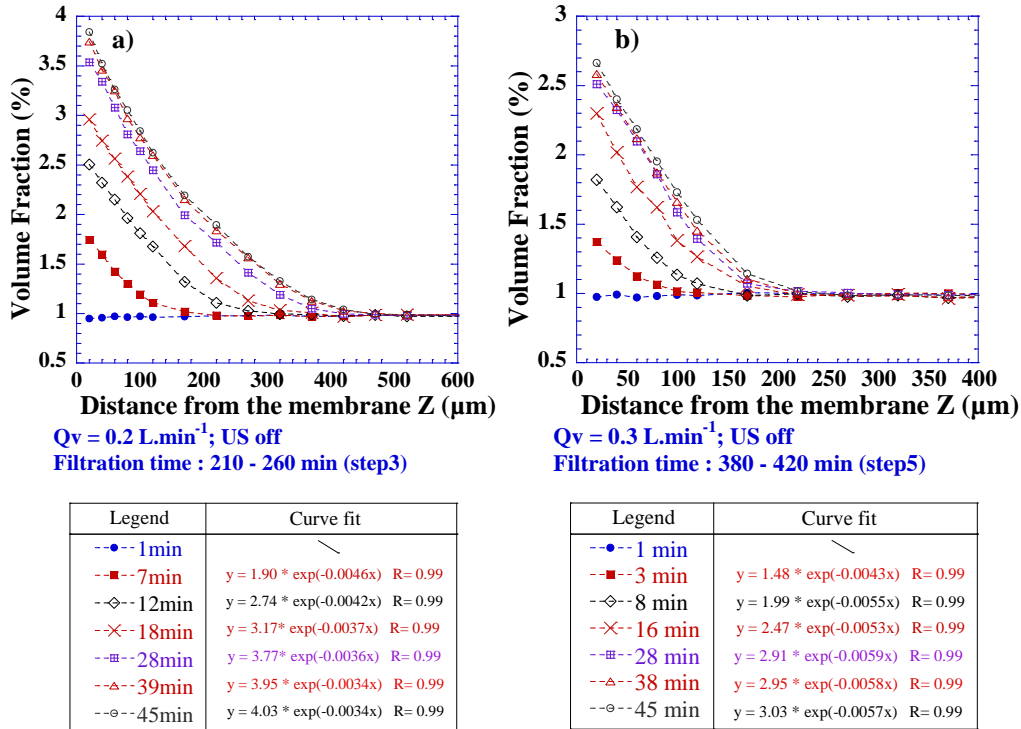 a)
Volume Fraction (%)
4
3.5
3
2.5
2
1.5
1
0.5
0 100 200 300 400 500 600
Distance from the membrane Z (µm)
Qv = 0.2 L.min-1; US off
Filtration time : 210 - 260 min (step3)
b)
Volume Fraction (%)
3
2.5
2
1.5
1
0.5
0 50 100 150 200 250 300 350 400
Distance from the membrane Z (µm)
Qv = 0.3 L.min-1; US off
Filtration time : 380 - 420 min (step5)
Legend Curve fit
1min
7min y = 1.90 * exp(-0.0046x) R= 0.99
12min y = 2.74 * exp(-0.0042x) R= 0.99
18min y = 3.17* exp(-0.0037x) R= 0.99
28min y = 3.77* exp(-0.0036x) R= 0.99
39min y = 3.95 * exp(-0.0034x) R= 0.99
45min y = 4.03 * exp(-0.0034x) R= 0.99
Legend Curve fit
1 min
3 min y = 1.48 * exp(-0.0043x) R= 0.99
8 min y = 1.99 * exp(-0.0055x) R= 0.99
16 min y = 2.47 * exp(-0.0053x) R= 0.99
28 min y = 2.91 * exp(-0.0059x) R= 0.99
38 min y = 2.95 * exp(-0.0058x) R= 0.99
45 min y = 3.03 * exp(-0.0057x) R= 0.99